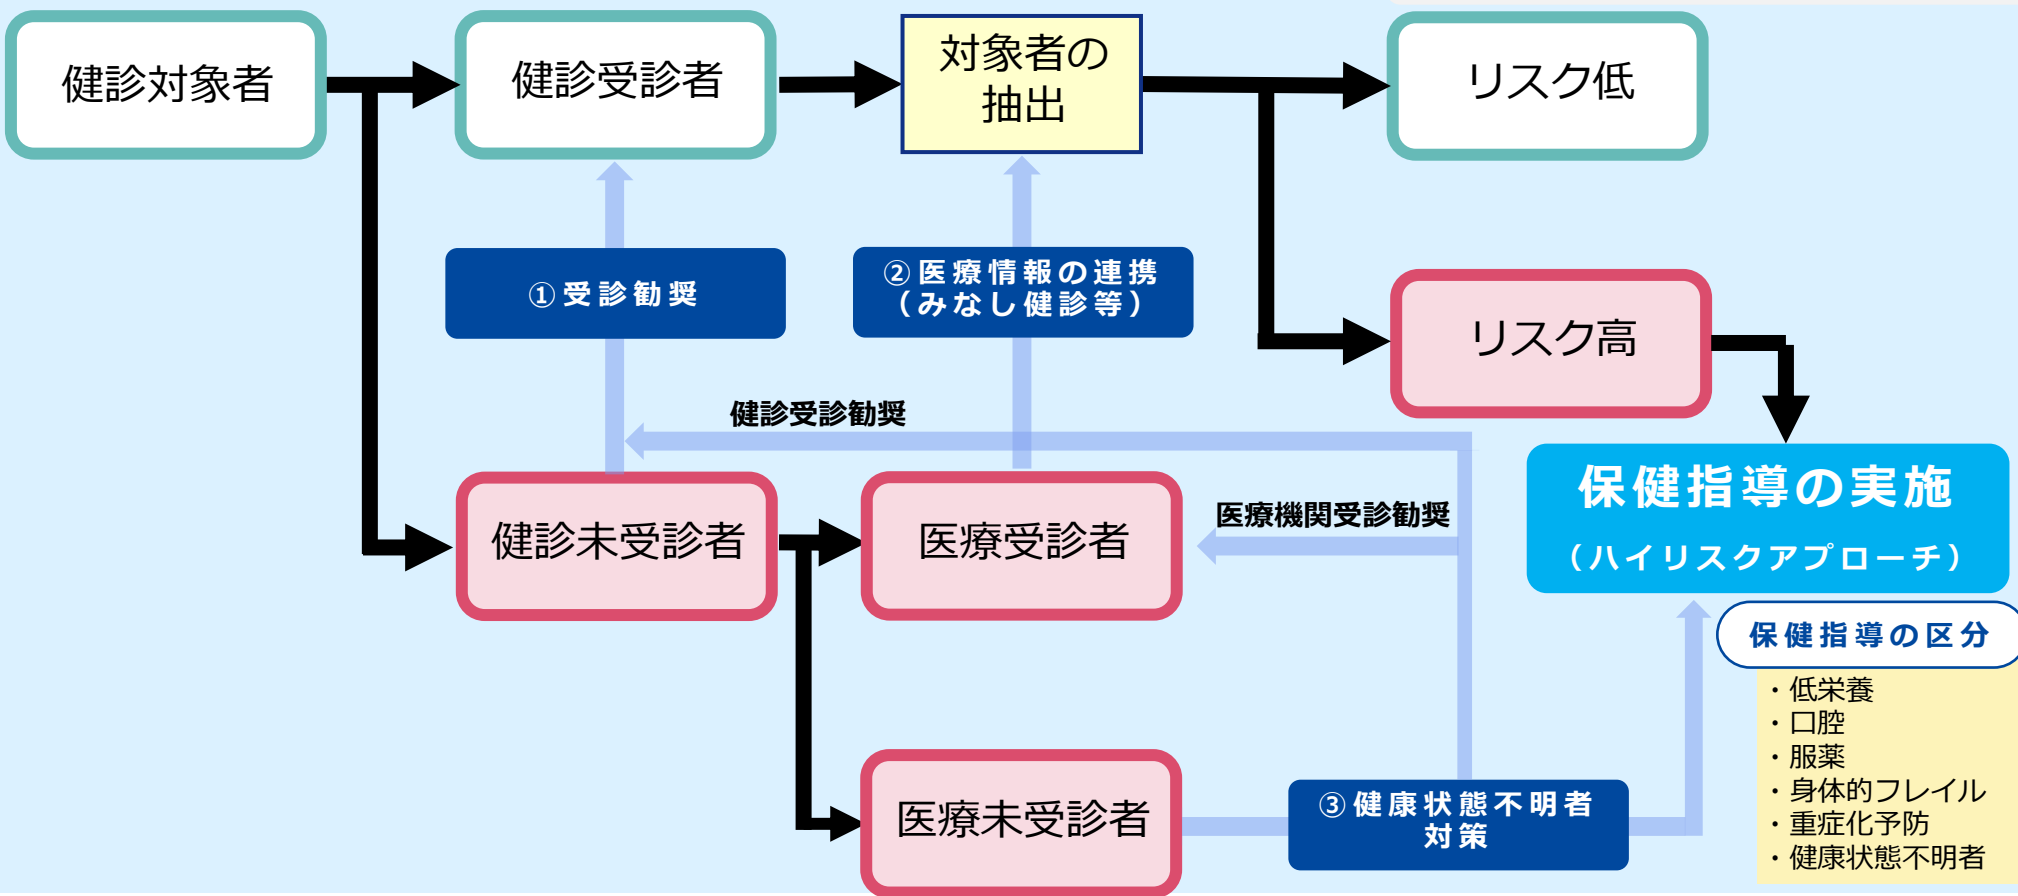 健診対象者
健診受診者
対象者の
抽出
リスク低
①受診勧奨
②医療情報の連携
（みなし健診等）
リスク高
健診受診勧奨
保健指導の実施
（ハイリスクアプローチ）
健診未受診者
医療受診者
医療機関受診勧奨
保健指導の区分
・低栄養
・口腔
・服薬
・身体的フレイル
・重症化予防
・健康状態不明者
医療未受診者
③健康状態不明者
対策